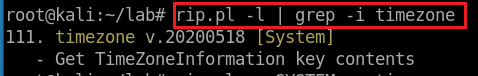 root@kali:~/lab# rip.pl -l | grep -i timezone
111. timezone v.20200518 [System]
   - Get TimeZoneInformation key contents